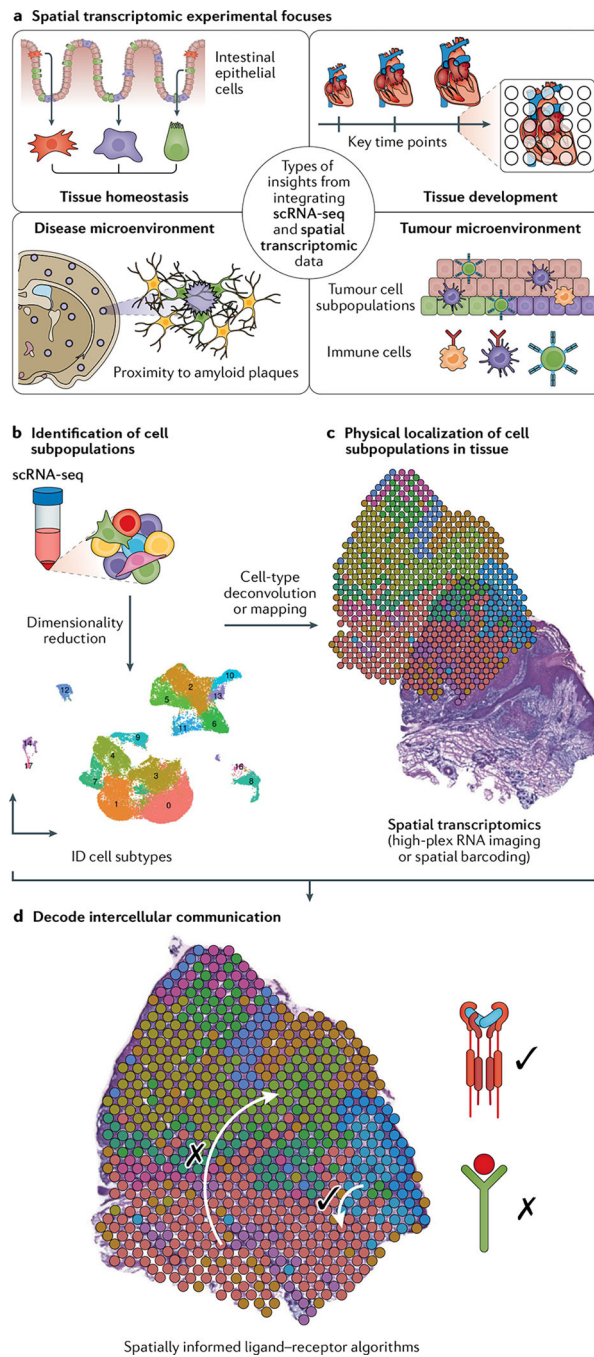 a Spatial transcriptomic experimental focuses
Intestinal
epithelial
cells
Tissue homostasis
Key time points
Tissue development
Types of
insights from
integrating
scRNA-seq
and spatial
transcriptomic
data
Disease microenvironment
Proximity to amyloid plaques
Tumour microenvironment
Tumour cell
subpopulations
Immune cells
b Identification of cell
subpopulations
scRNA-seq
Dimensionality
reduction
12
10
2
13
5
11
6
14
17
9
4
3
7
1
0
16
8
ID cell subtypes
Cell-type
deconvolution
or mapping
c Physical localization of cell
subpopulations in tissue
Spatial transcriptomics
(high-plex RNA imaging
or spatial barcoding)
d Decode intercellular communication
✗
✓
✓
✗
Spatially informed ligand–receptor algorithms